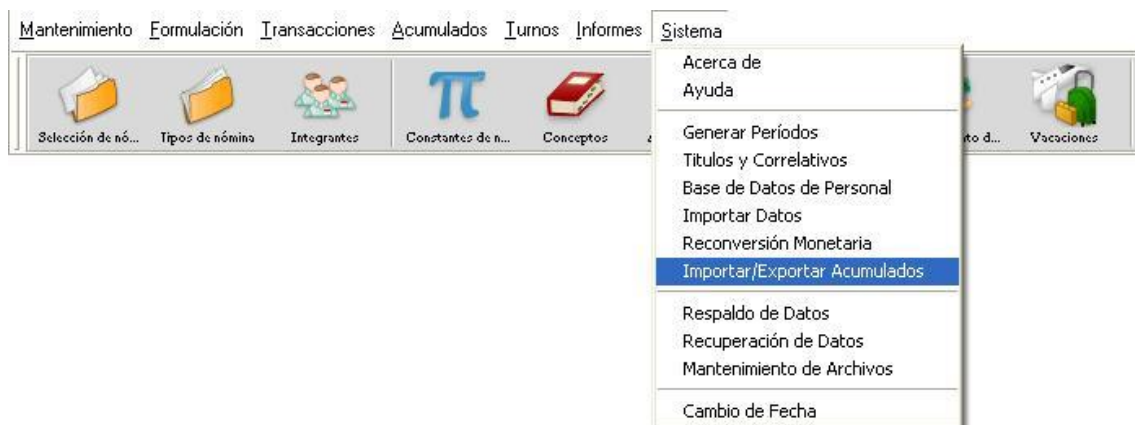 Mantenimiento Formulación Transacciones Acumulados Turnos Informes Sistema
Selección de nó... Tipos de nómina Integrantes Constantes de n... Conceptos to d... Vacaciones
Acerca de
Ayuda
Generar Períodos
Titulos y Correlativos
Base de Datos de Personal
Importar Datos
Reconversión Monetaria
Importar/Exportar Acumulados
Respaldo de Datos
Recuperación de Datos
Mantenimiento de Archivos
Cambio de Fecha